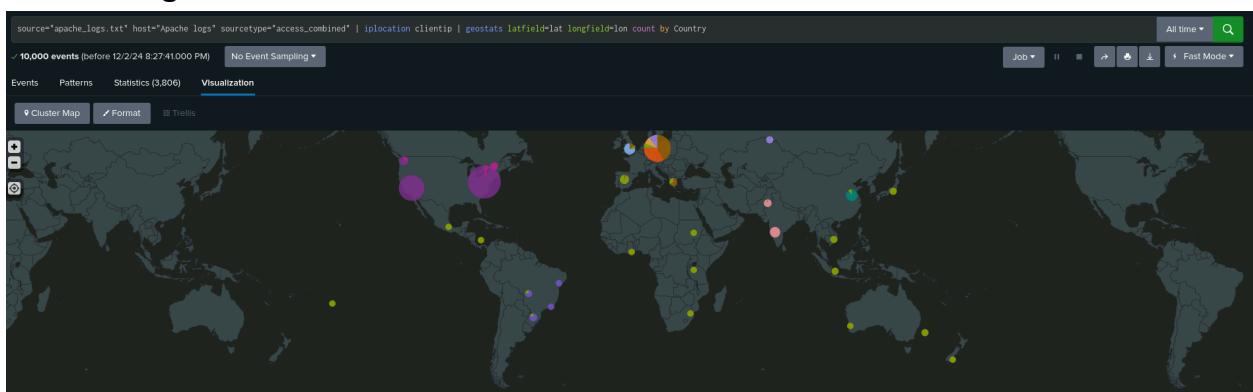 source="apache_logs.txt" host="Apache logs" sourcetype="access_combined" | iplocation clientip | geostats latfield=lat longfield=lon count by Country
All time
10,000 events (before 12/2/24 8:27:41.000 PM)
No Event Sampling
Job
Fast Mode
Events Patterns Statistics (3,806) Visualization
Cluster Map Format Trellis
+
−